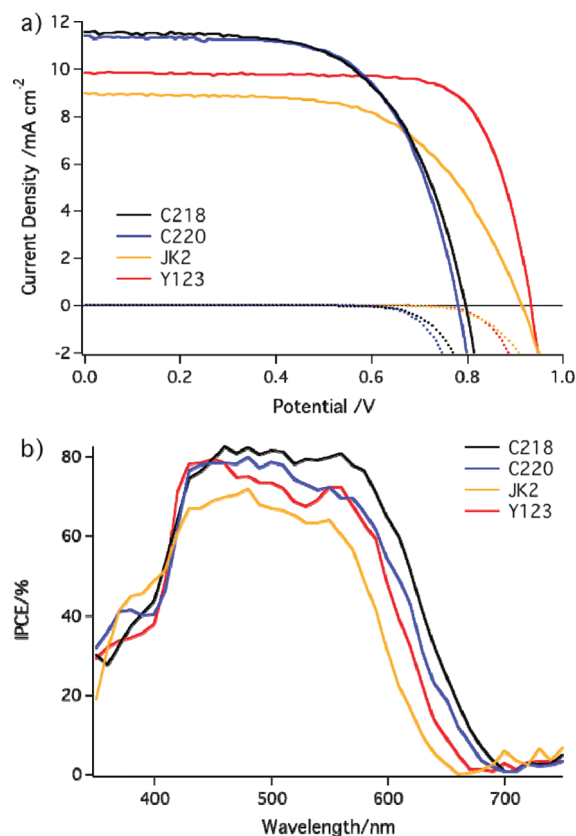 a)
12
10
8
6
4
2
0
-2
Current Density /mA cm⁻²
C218
C220
JK2
Y123
0.0 0.2 0.4 0.6 0.8 1.0
Potential /V
b)
80
60
40
20
0
IPCE/%
C218
C220
JK2
Y123
400 500 600 700
Wavelength/nm